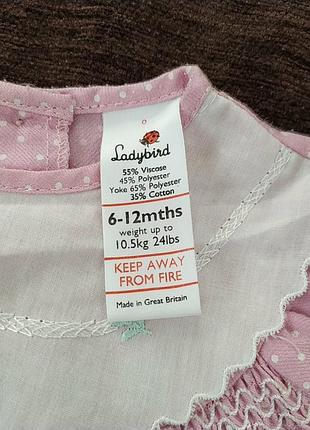 Ladybird
55% Viscose
45% Polyester
Yoke 65% Polyester
35% Cotton
6-12mths
weight up to
10.5kg 24lbs
KEEP AWAY
FROM FIRE
Made in Great Britain